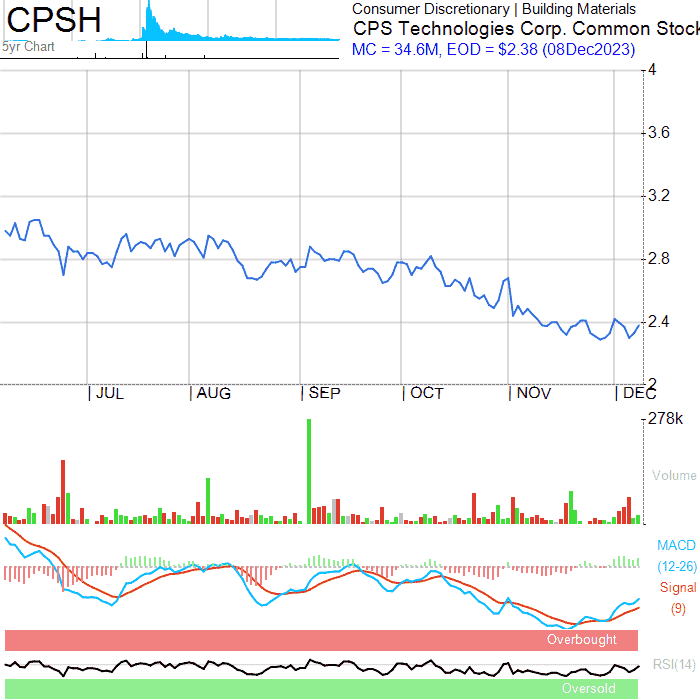 CPSH
5yr Chart
Consumer Discretionary | Building Materials
CPS Technologies Corp. Common Stock
MC = 34.6M, EOD = $2.38 (08Dec2023)
4
3.6
3.2
2.8
2.4
2
JUL
AUG
SEP
OCT
NOV
DEC
278k
Volume
MACD
(12-26)
Signal
(9)
Overbought
RSI(14)
Oversold